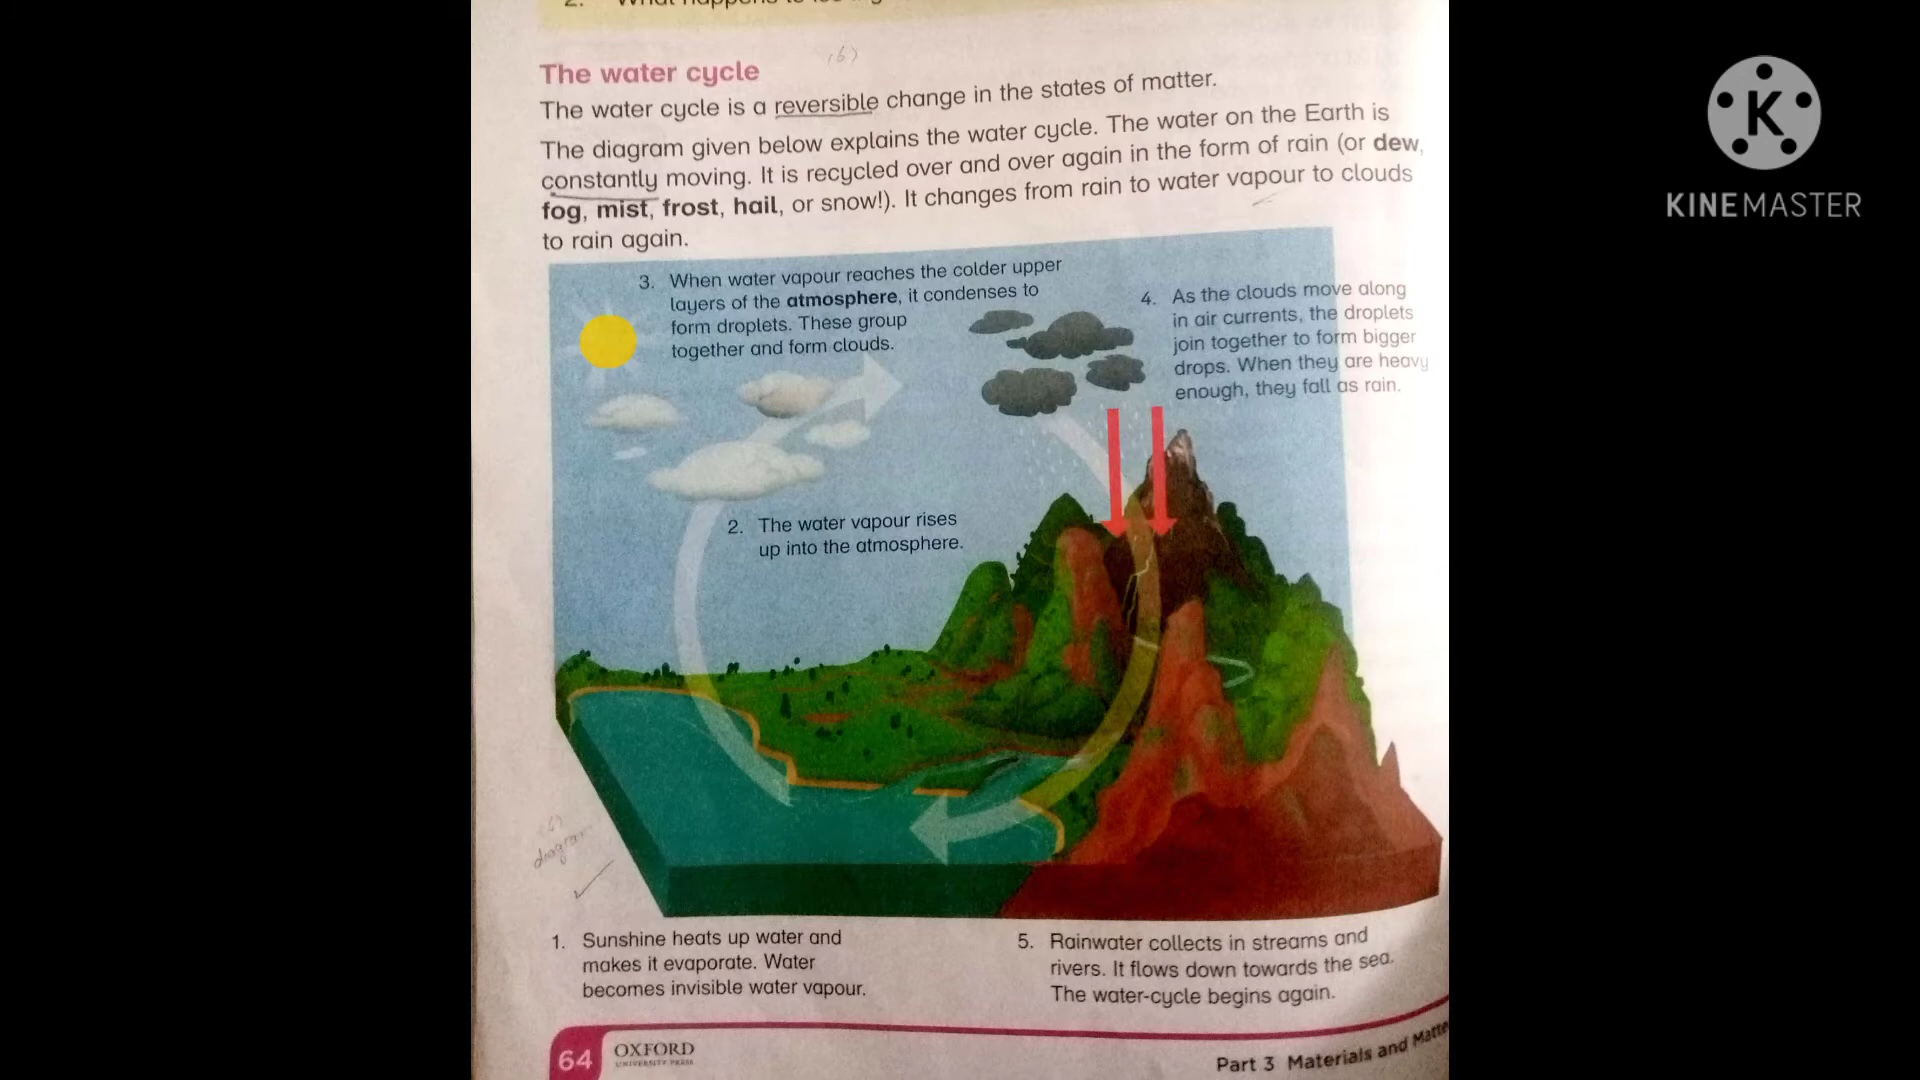 The water cycle
(6)
The water cycle is a reversible change in the states of matter.
The diagram given below explains the water cycle. The water on the Earth is
constantly moving. It is recycled over and over again in the form of rain (or dew,
fog, mist, frost, hail, or snow!). It changes from rain to water vapour to clouds
to rain again.
3. When water vapour reaches the colder upper
layers of the atmosphere, it condenses to
form droplets. These group
together and form clouds.
4. As the clouds move along
in air currents, the droplets
join together to form bigger
drops. When they are heavy
enough, they fall as rain.
2. The water vapour rises
up into the atmosphere.
(6)
diagram
1. Sunshine heats up water and
makes it evaporate. Water
becomes invisible water vapour.
5. Rainwater collects in streams and
rivers. It flows down towards the sea.
The water-cycle begins again.
64
OXFORD
UNIVERSITY PRESS
Part 3 Materials and
K
KINEMASTER